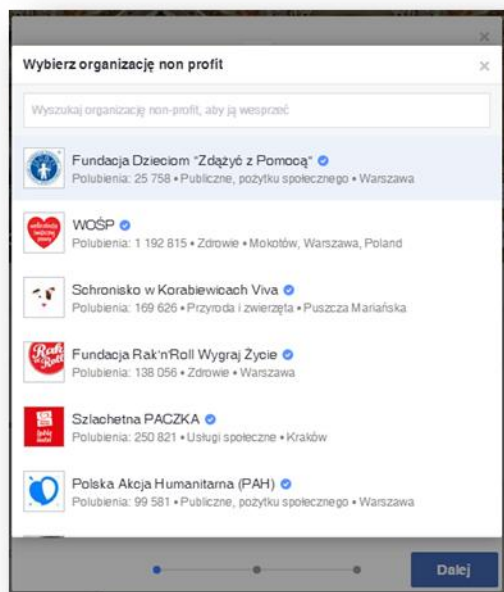 Wybierz organizację non profit
Wyszukaj organizację non-profit, aby ją wesprzeć
Fundacja Dzieciom "Zdążyć z Pomocą"
Polubienia: 25 758 • Publiczne, pożytku społecznego • Warszawa
WOŚP
Polubienia: 1 192 815 • Zdrowie • Mokotów, Warszawa, Poland
Schronisko w Korabiewicach Viva
Polubienia: 169 626 • Przyroda i zwierzęta • Puszcza Mariańska
Rak Roll
Fundacja Rak'n'Roll Wygraj Życie
Polubienia: 138 056 • Zdrowie • Warszawa
Szlachetna PACZKA
Polubienia: 250 821 • Usługi społeczne • Kraków
Polska Akcja Humanitarna (PAH)
Polubienia: 99 581 • Publiczne, pożytku społecznego • Warszawa
Dalej